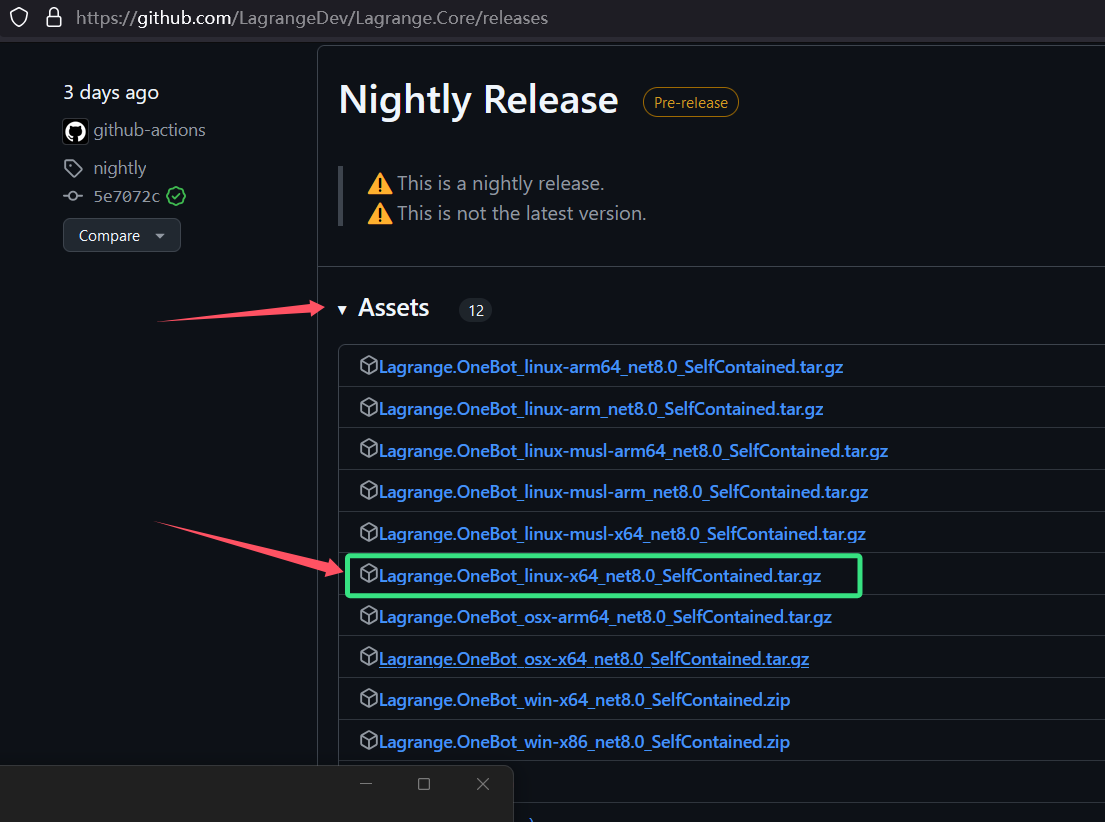 https://github.com/LagrangeDev/Lagrange.Core/releases
3 days ago
github-actions
nightly
5e7072c
Compare
Nightly Release Pre-release
This is a nightly release.
This is not the latest version.
Assets 12
Lagrange.OneBot_linux-arm64_net8.0_SelfContained.tar.gz
Lagrange.OneBot_linux-arm_net8.0_SelfContained.tar.gz
Lagrange.OneBot_linux-musl-arm64_net8.0_SelfContained.tar.gz
Lagrange.OneBot_linux-musl-arm_net8.0_SelfContained.tar.gz
Lagrange.OneBot_linux-musl-x64_net8.0_SelfContained.tar.gz
Lagrange.OneBot_linux-x64_net8.0_SelfContained.tar.gz
Lagrange.OneBot_osx-arm64_net8.0_SelfContained.tar.gz
Lagrange.OneBot_osx-x64_net8.0_SelfContained.tar.gz
Lagrange.OneBot_win-x64_net8.0_SelfContained.zip
Lagrange.OneBot_win-x86_net8.0_SelfContained.zip